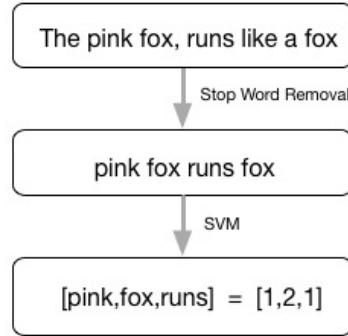 The pink fox, runs like a fox
Stop Word Removal
pink fox runs fox
SVM
[pink,fox,runs] = [1,2,1]